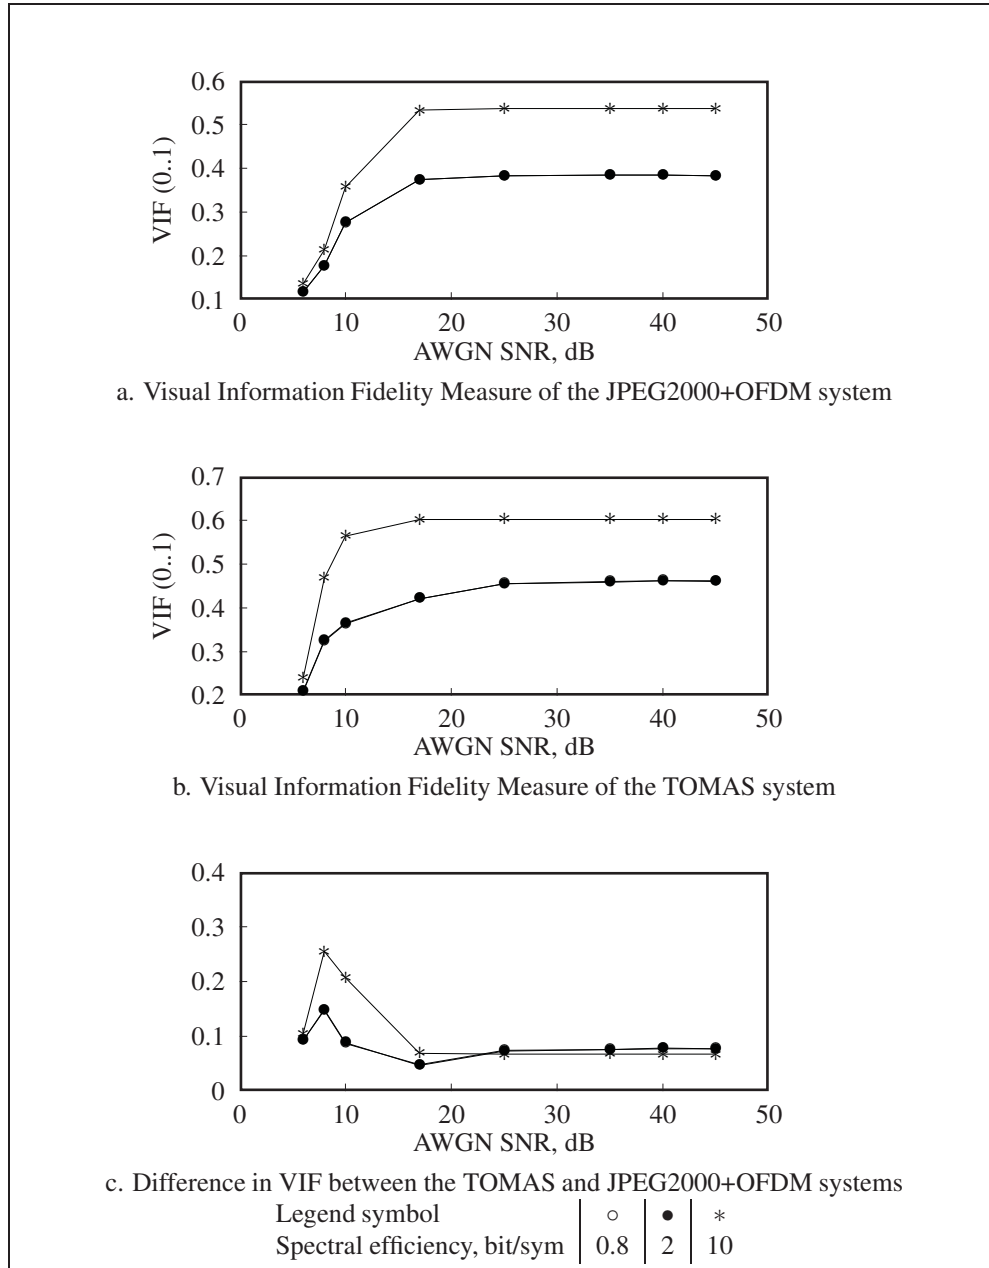 0.6
0.5
0.4
0.3
0.2
0.1
VIF (0..1)
0 10 20 30 40 50
AWGN SNR, dB
a. Visual Information Fidelity Measure of the JPEG2000+OFDM system
0.7
0.6
0.5
0.4
0.3
0.2
VIF (0..1)
0 10 20 30 40 50
AWGN SNR, dB
b. Visual Information Fidelity Measure of the TOMAS system
0.4
0.3
0.2
0.1
0
0 10 20 30 40 50
AWGN SNR, dB
c. Difference in VIF between the TOMAS and JPEG2000+OFDM systems
Legend symbol ○ ● *
Spectral efficiency, bit/sym 0.8 2 10